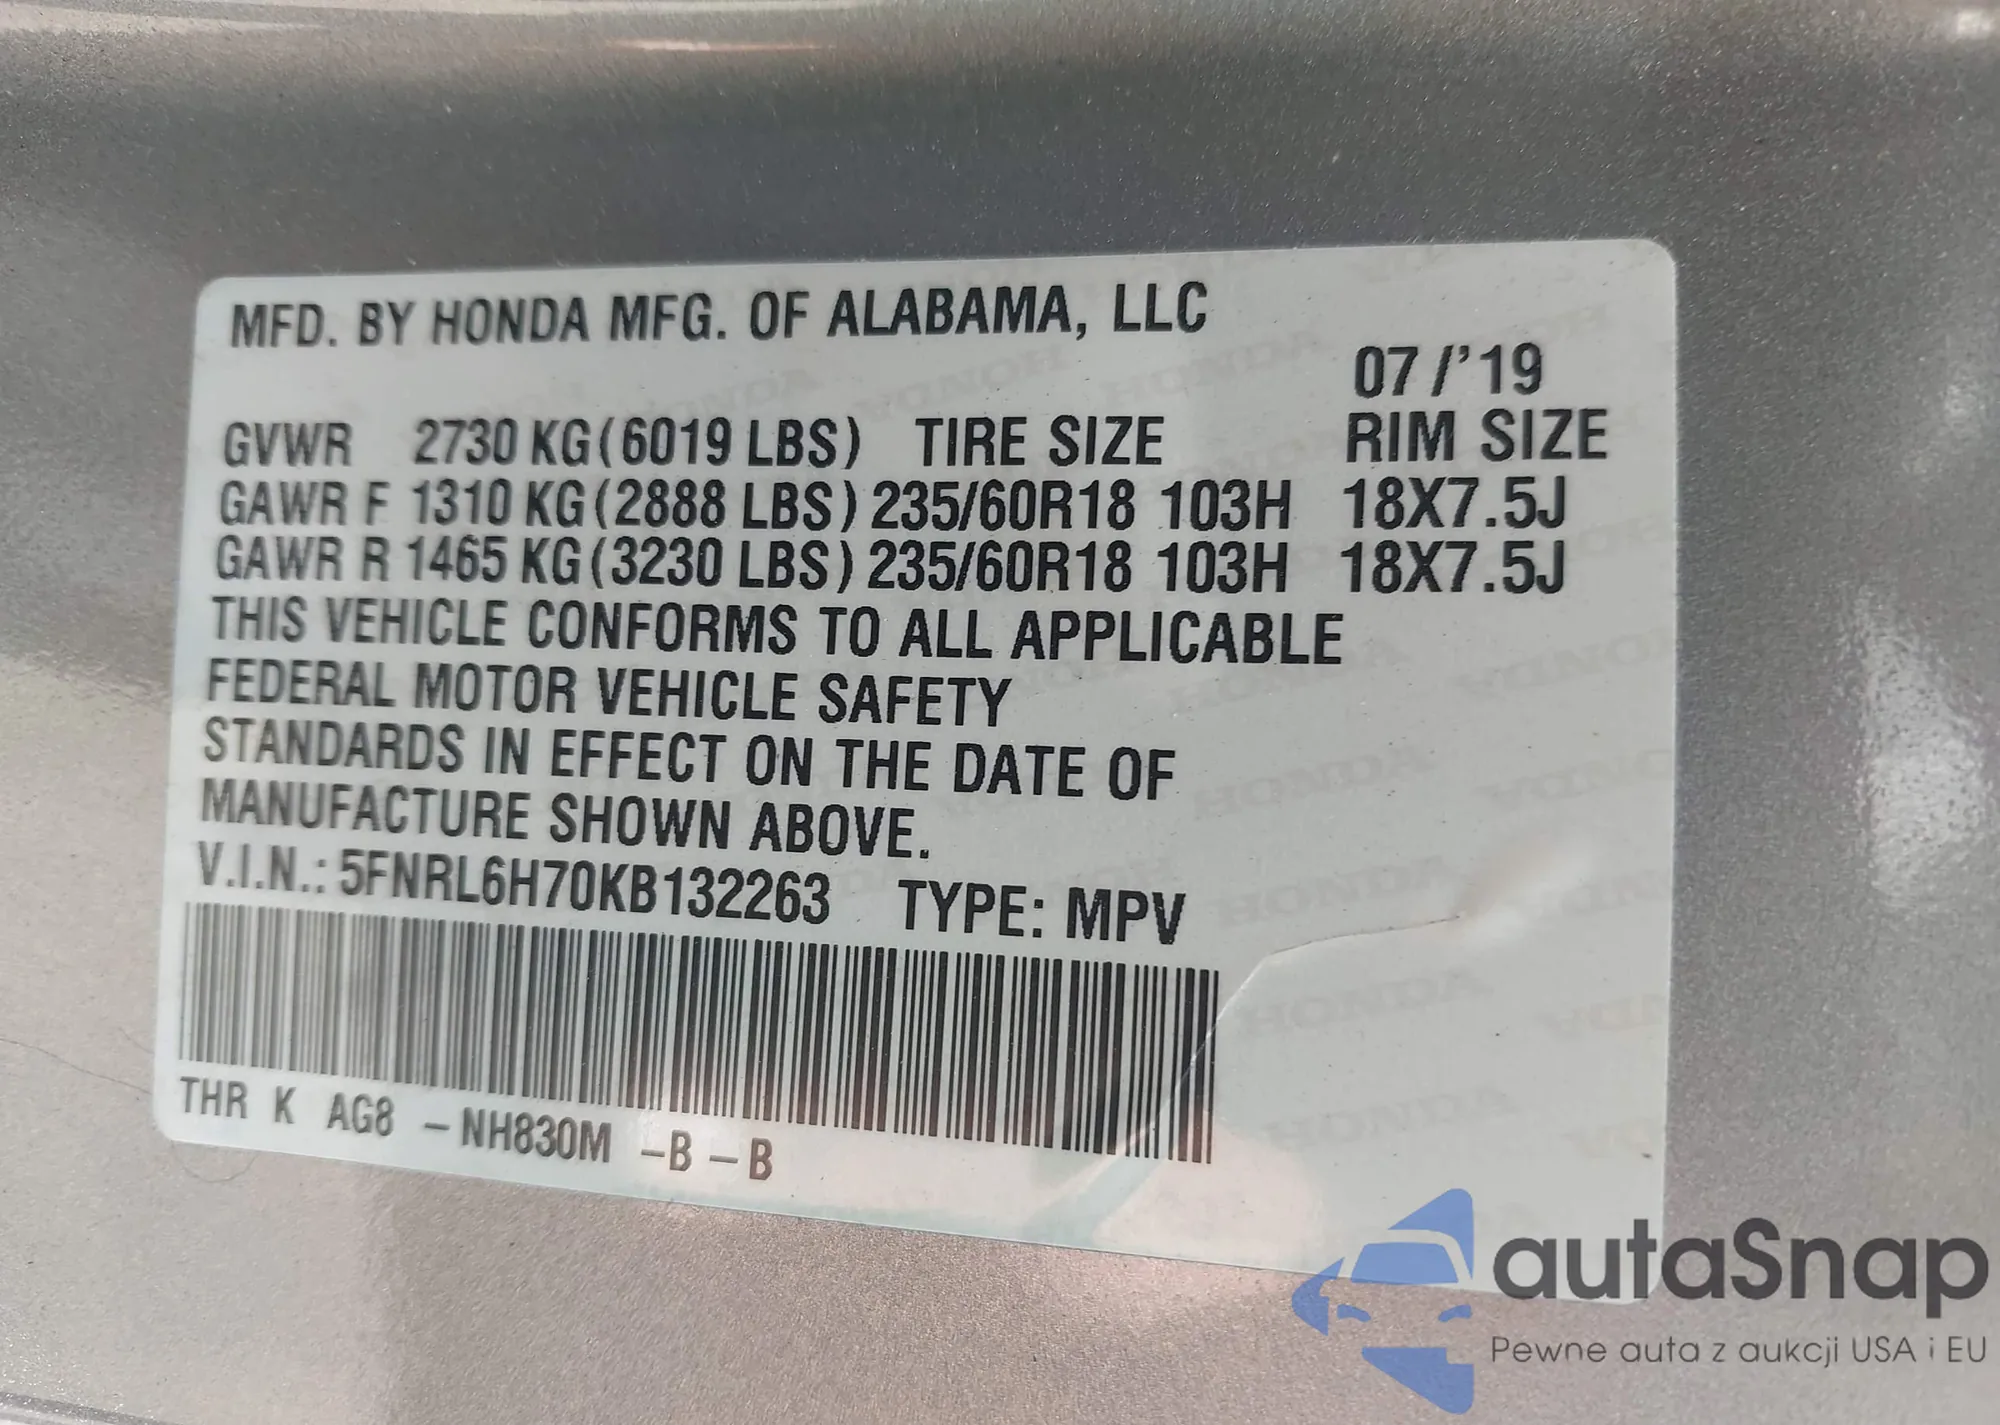 MFD. BY HONDA MFG. OF ALABAMA, LLC
07/'19
GVWR 2730 KG(6019 LBS) TIRE SIZE RIM SIZE
GAWR F 1310 KG(2888 LBS) 235/60R18 103H 18X7.5J
GAWR R 1465 KG(3230 LBS) 235/60R18 103H 18X7.5J
THIS VEHICLE CONFORMS TO ALL APPLICABLE
FEDERAL MOTOR VEHICLE SAFETY
STANDARDS IN EFFECT ON THE DATE OF
MANUFACTURE SHOWN ABOVE.
V.I.N.: 5FNRL6H70KB132263 TYPE: MPV
THR K AG8 -NH830M -B -B
autaSnap
Pewne auta z aukcji USA i EU